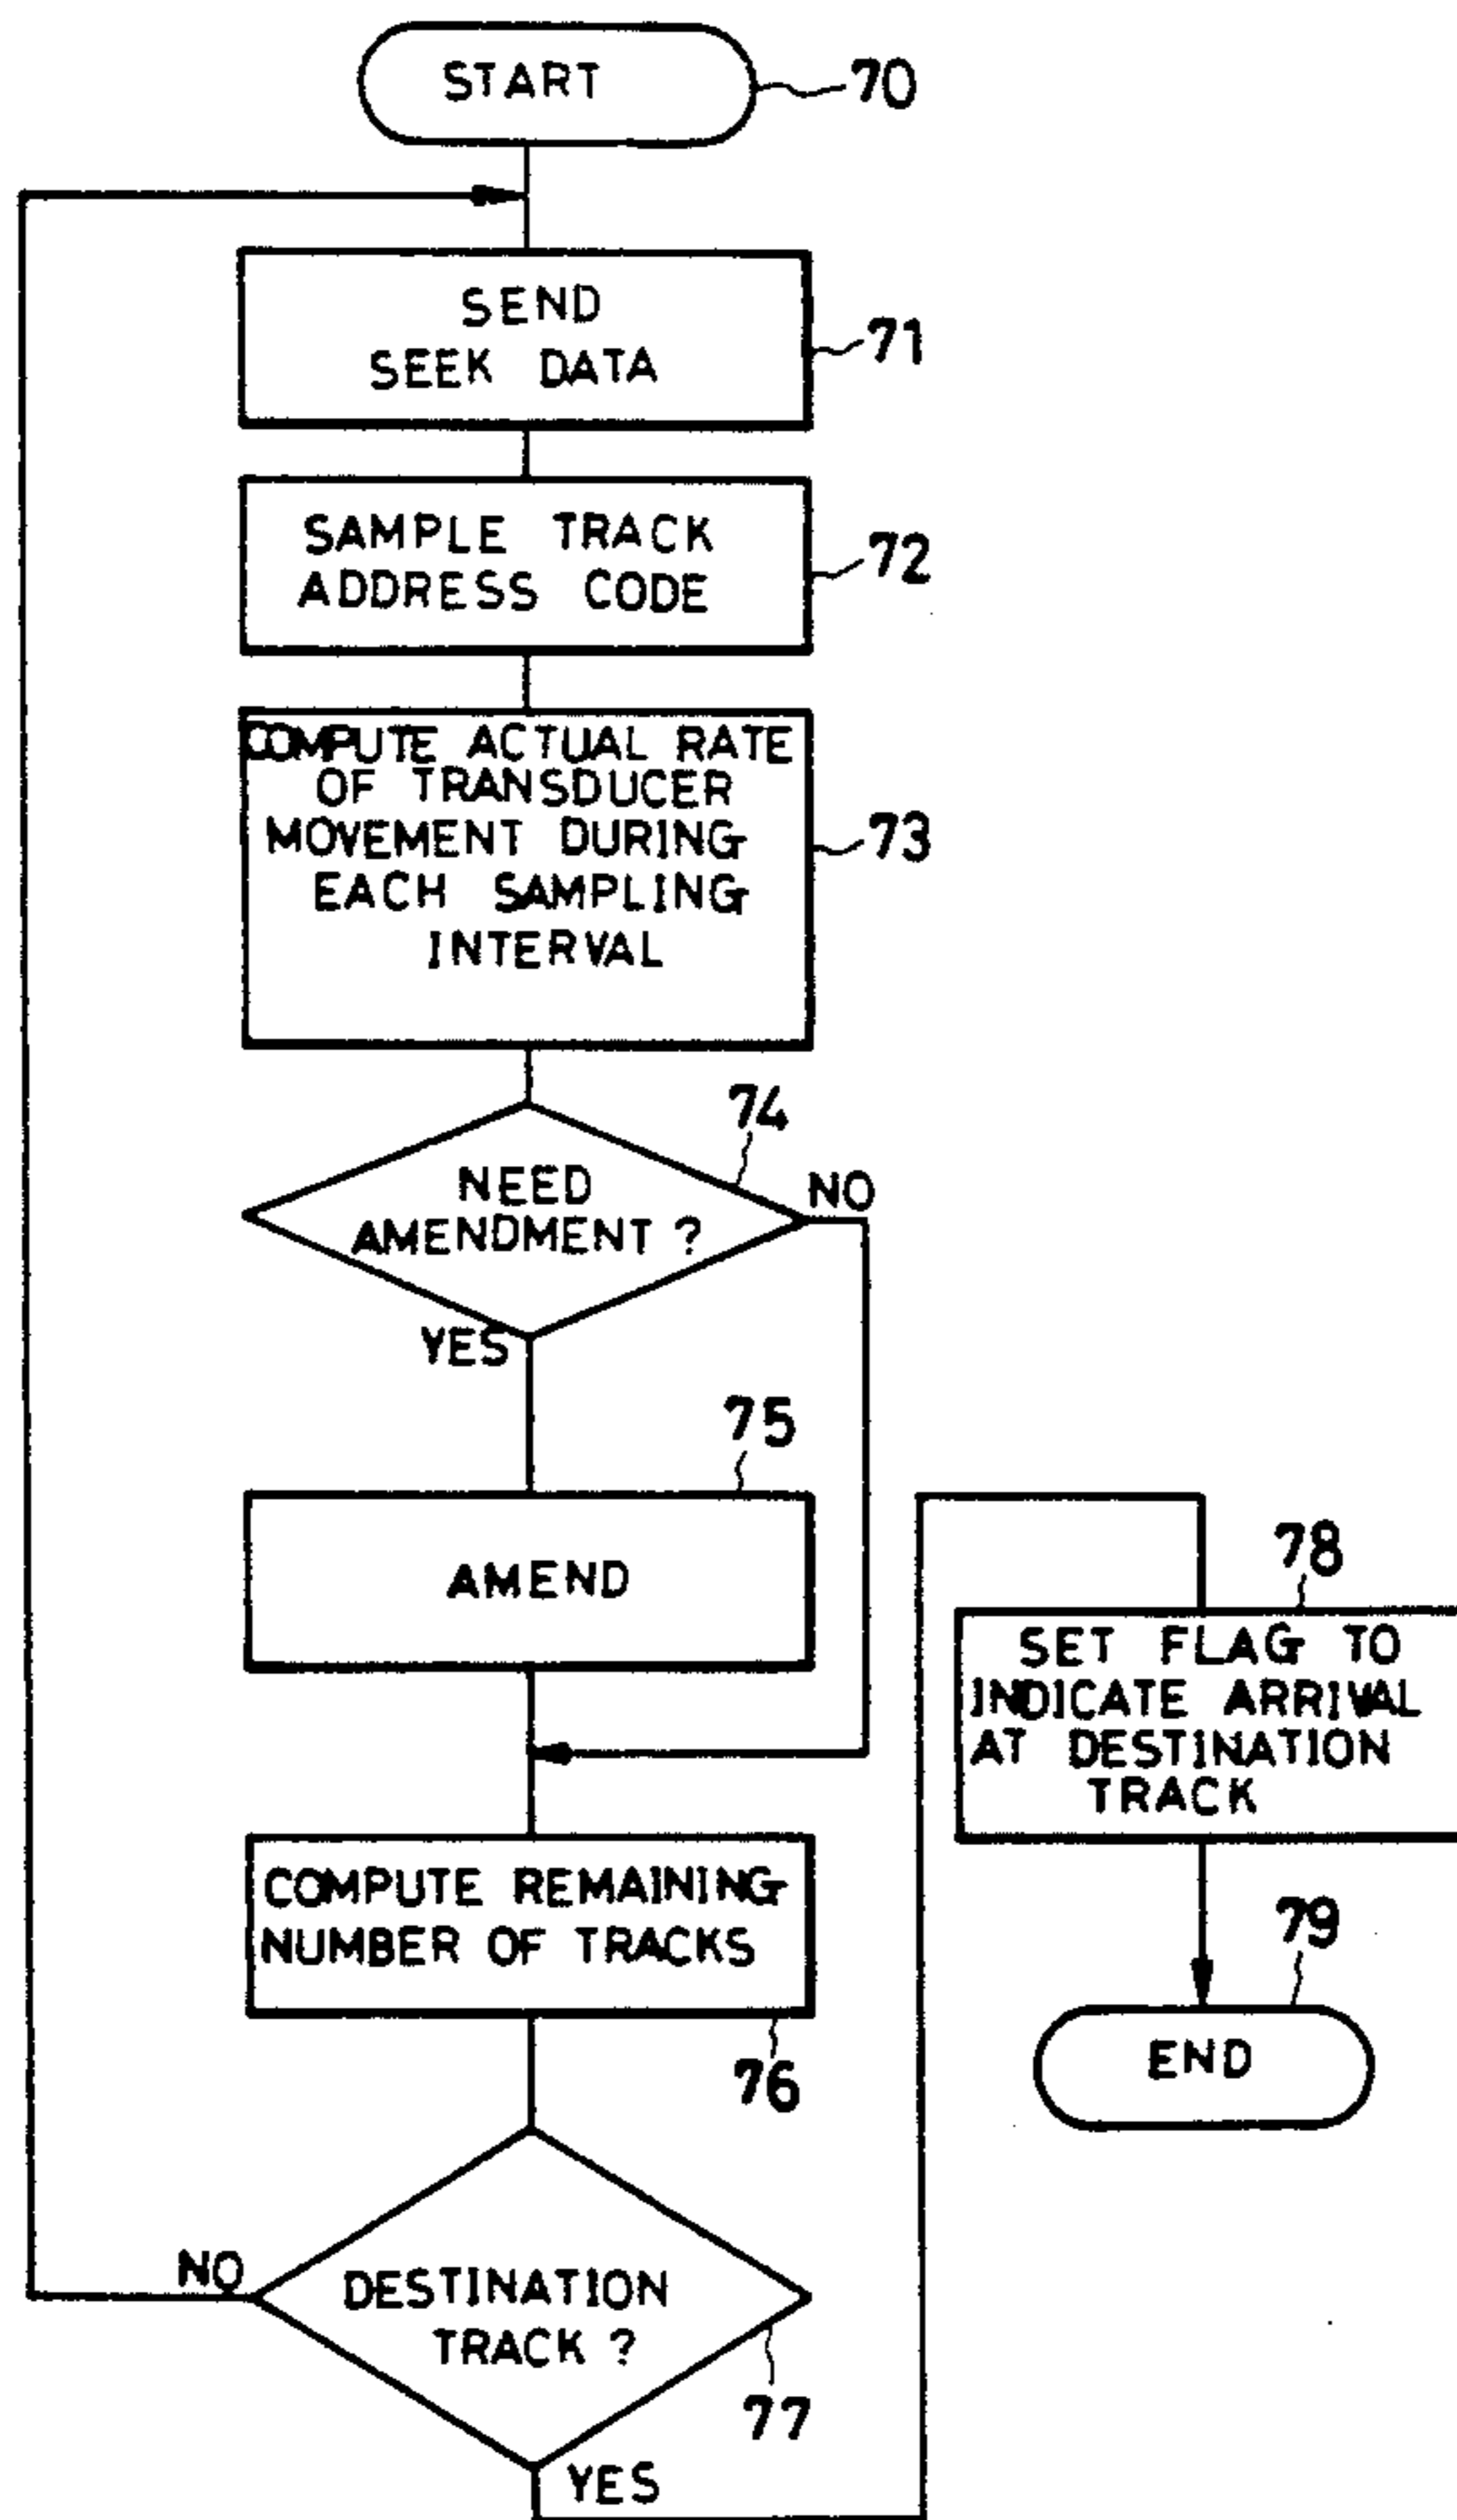 START
70
SEND
SEEK DATA
71
SAMPLE TRACK
ADDRESS CODE
72
COMPUTE ACTUAL RATE
OF TRANSDUCER
MOVEMENT DURING
EACH SAMPLING
INTERVAL
73
74
NEED
AMENDMENT ?
NO
YES
75
AMEND
COMPUTE REMAINING
NUMBER OF TRACKS
76
NO
DESTINATION
TRACK ?
77
YES
78
SET FLAG TO
INDICATE ARRIVAL
AT DESTINATION
TRACK
79
END